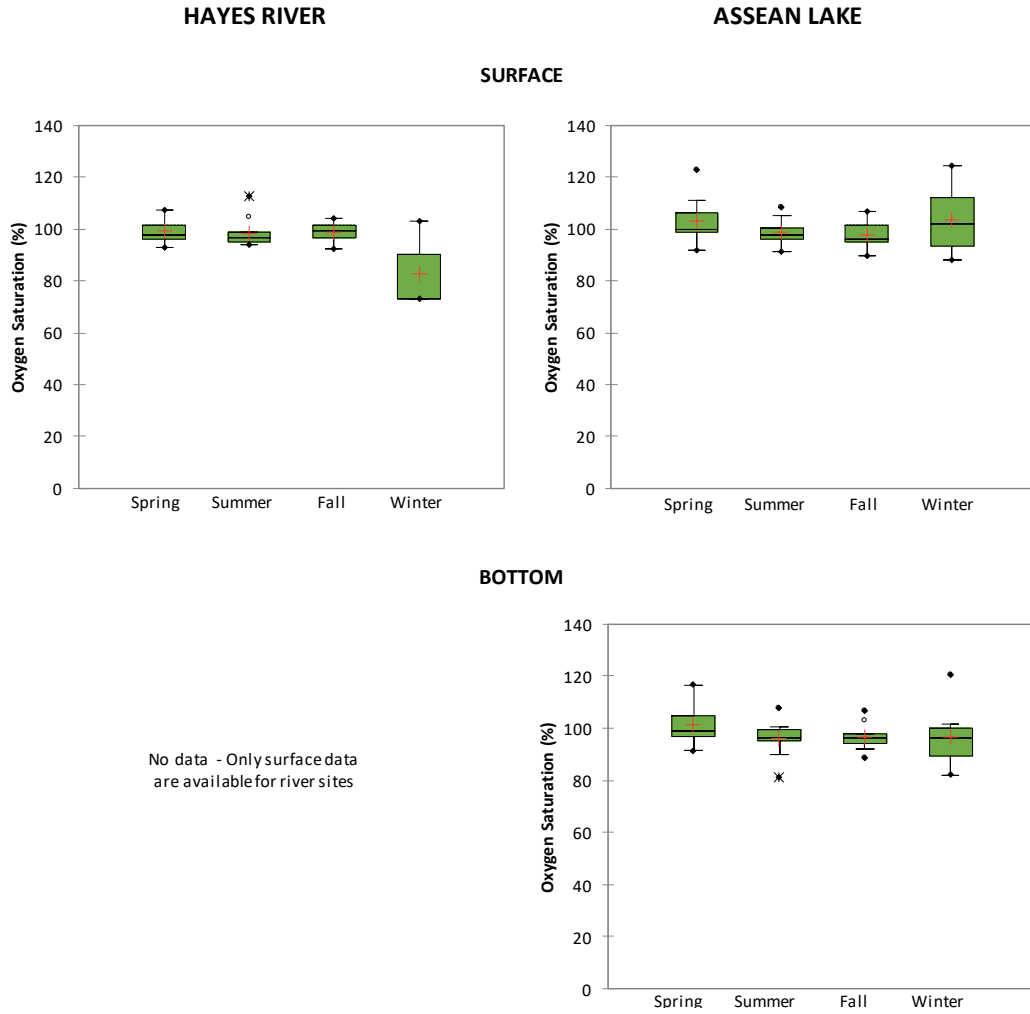 HAYES RIVER
ASSEAN LAKE
SURFACE
Oxygen Saturation (%)
140
120
100
80
60
40
20
0
Spring
Summer
Fall
Winter
Oxygen Saturation (%)
140
120
100
80
60
40
20
0
Spring
Summer
Fall
Winter
BOTTOM
No data - Only surface data
are available for river sites
Oxygen Saturation (%)
140
120
100
80
60
40
20
0
Spring
Summer
Fall
Winter